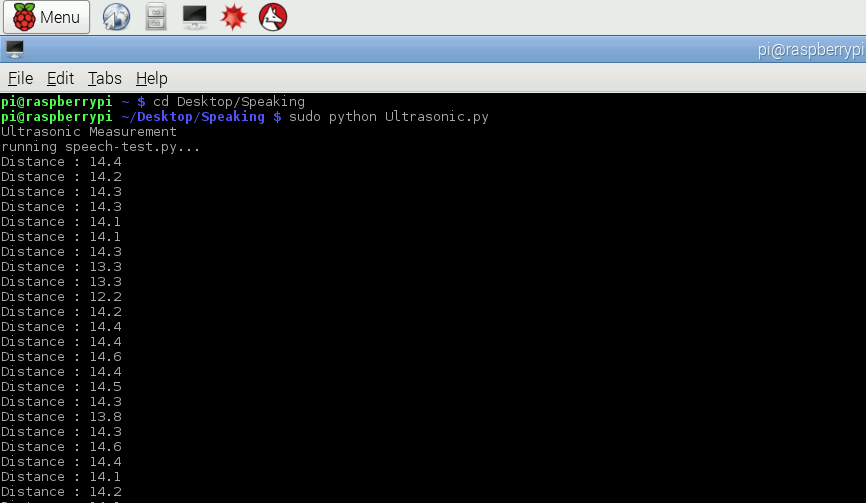 Menu
pi@raspberrypi
File Edit Tabs Help
pi@raspberrypi ~ $ cd Desktop/Speaking
pi@raspberrypi ~/Desktop/Speaking $ sudo python Ultrasonic.py
Ultrasonic Measurement
running speech-test.py...
Distance : 14.4
Distance : 14.2
Distance : 14.3
Distance : 14.3
Distance : 14.1
Distance : 14.1
Distance : 14.3
Distance : 13.3
Distance : 13.3
Distance : 12.2
Distance : 14.2
Distance : 14.4
Distance : 14.4
Distance : 14.6
Distance : 14.4
Distance : 14.5
Distance : 14.3
Distance : 13.8
Distance : 14.3
Distance : 14.6
Distance : 14.4
Distance : 14.1
Distance : 14.2